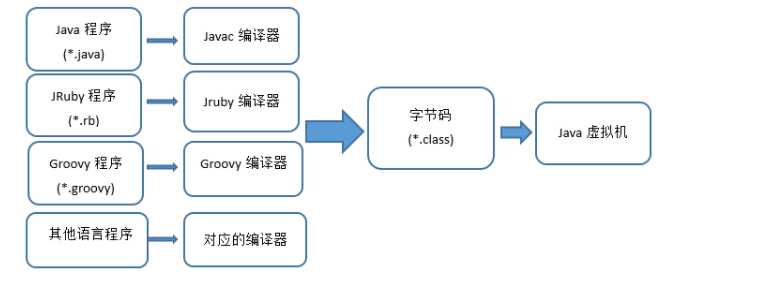 Java 程序
(*.java)
Javac 编译器
JRuby 程序
(*.rb)
Jruby 编译器
Groovy 程序
(*.groovy)
Groovy 编译器
其他语言程序
对应的编译器
字节码
(*.class)
Java 虚拟机